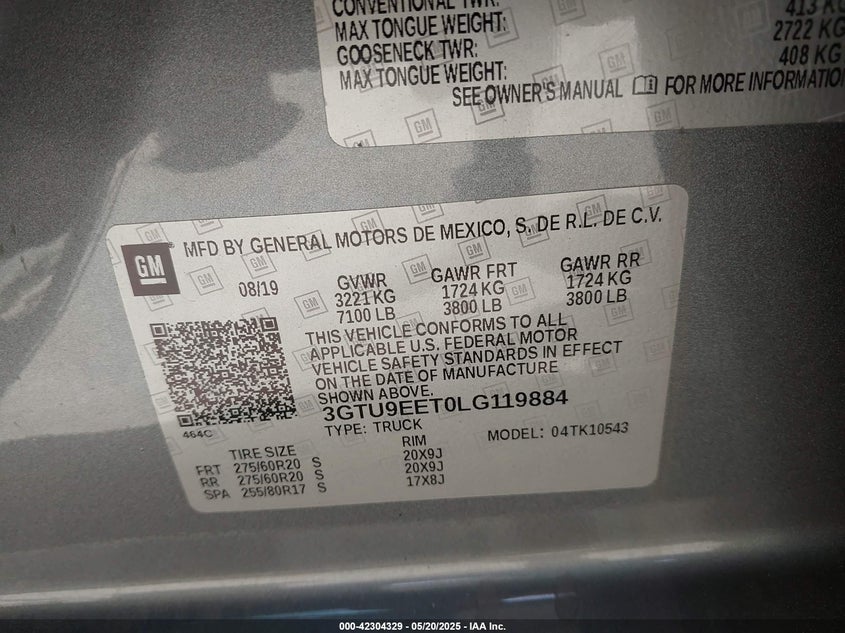 CONVENTIONAL TWR: 413 KG
MAX TONGUE WEIGHT: 2722 KG
GOOSENECK TWR: 408 KG
MAX TONGUE WEIGHT:
SEE OWNER'S MANUAL FOR MORE INFORMATION
GM
MFD BY GENERAL MOTORS DE MEXICO, S. DE R.L. DE C.V.
08/19
GVWR GAWR FRT GAWR RR
3221 KG 1724 KG 1724 KG
7100 LB 3800 LB 3800 LB
THIS VEHICLE CONFORMS TO ALL
APPLICABLE U.S. FEDERAL MOTOR
VEHICLE SAFETY STANDARDS IN EFFECT
ON THE DATE OF MANUFACTURE
SHOWN ABOVE.
3GTU9EET0LG119884
464C
TYPE: TRUCK MODEL: 04TK10543
TIRE SIZE RIM
FRT 275/60R20 S 20X9J
RR 275/60R20 S 20X9J
SPA 255/80R17 S 17X8J
000-42304329 - 05/20/2025 - IAA Inc.